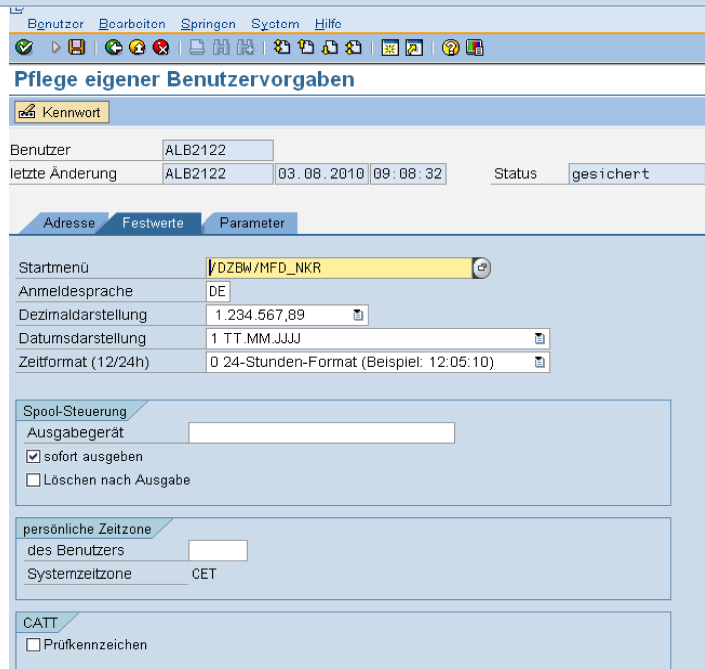 Benutzer Bearbeiten Springen System Hilfe
Pflege eigener Benutzervorgaben
Kennwort
Benutzer ALB2122
letzte Änderung ALB2122 03.08.2010 09:08:32 Status gesichert
Adresse Festwerte Parameter
Startmenü /DZBW/MFD_NKR
Anmeldesprache DE
Dezimaldarstellung 1.234.567,89
Datumsdarstellung 1 TT.MM.JJJJ
Zeitformat (12/24h) 0 24-Stunden-Format (Beispiel: 12:05:10)
Spool-Steuerung
Ausgabegerät
sofort ausgeben
Löschen nach Ausgabe
persönliche Zeitzone
des Benutzers
Systemzeitzone CET
CATT
Prüfkennzeichen